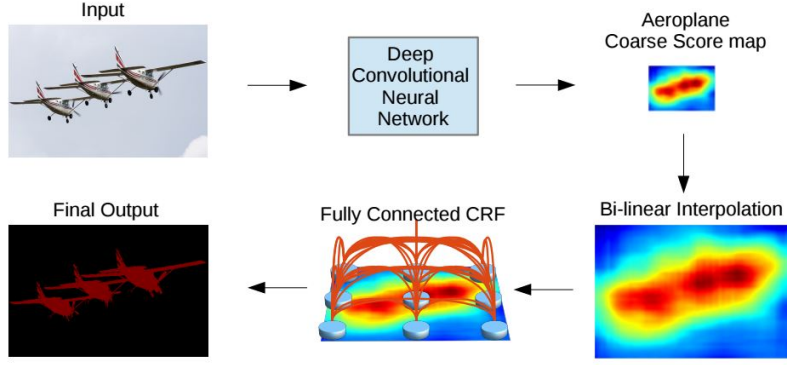 Input
Deep
Convolutional
Neural
Network
Aeroplane
Coarse Score map
Bi-linear Interpolation
Fully Connected CRF
Final Output